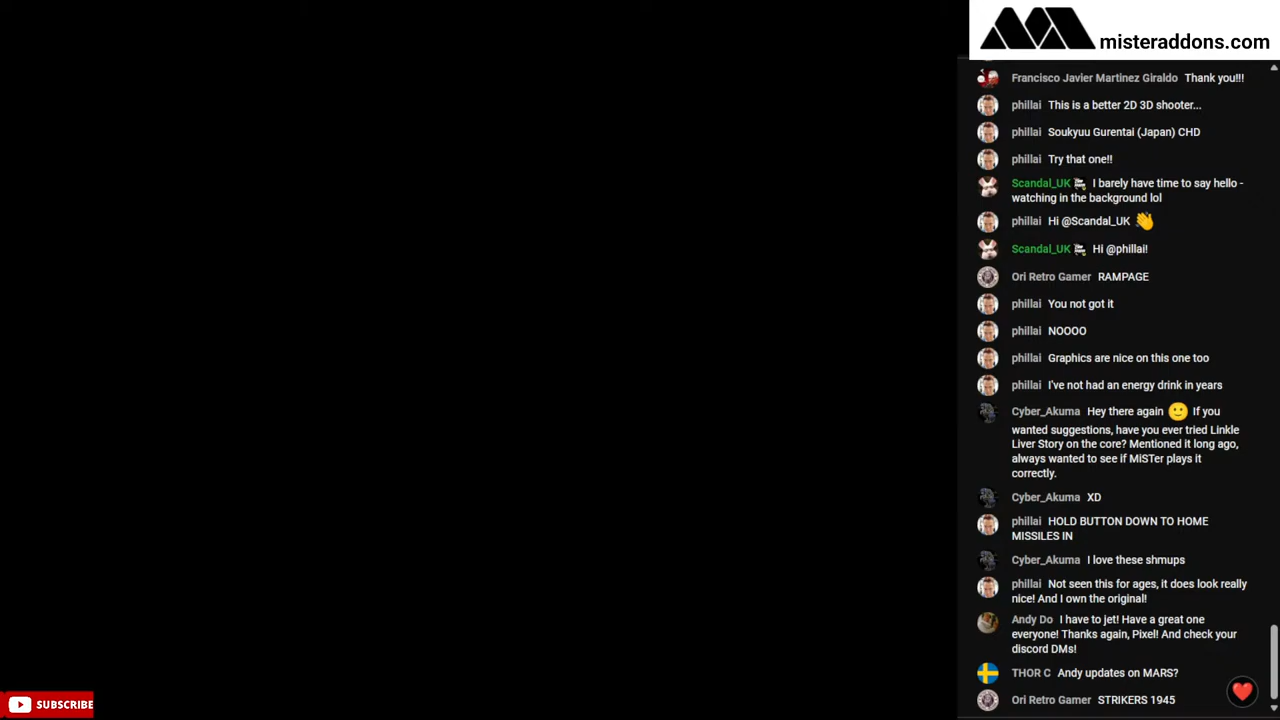 misteraddons.com
Francisco Javier Martinez Giraldo Thank you!!!
phillai This is a better 2D 3D shooter...
phillai Soukyuu Gurentai (Japan) CHD
phillai Try that one!!
Scandal_UK I barely have time to say hello -
watching in the background lol
phillai Hi @Scandal_UK 👋
Scandal_UK Hi @phillai!
Ori Retro Gamer RAMPAGE
phillai You not got it
phillai NOOOO
phillai Graphics are nice on this one too
phillai I've not had an energy drink in years
Cyber_Akuma Hey there again 🙂 If you
wanted suggestions, have you ever tried Linkle
Liver Story on the core? Mentioned it long ago,
always wanted to see if MiSTer plays it
correctly.
Cyber_Akuma XD
phillai HOLD BUTTON DOWN TO HOME
MISSILES IN
Cyber_Akuma I love these shmups
phillai Not seen this for ages, it does look really
nice! And I own the original!
Andy Do I have to jet! Have a great one
everyone! Thanks again, Pixel! And check your
discord DMs!
THOR C Andy updates on MARS?
Ori Retro Gamer STRIKERS 1945
SUBSCRIBE